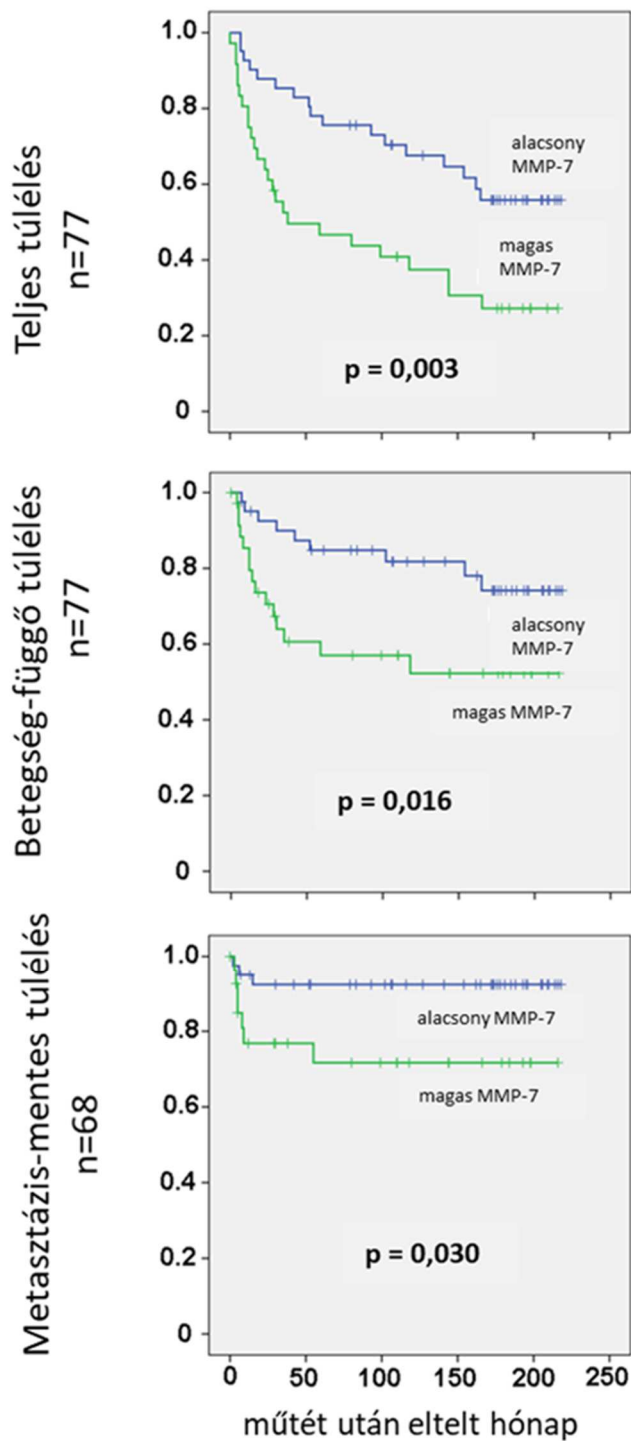 Teljes túlélés
n=77
1.0
0.8
0.6
0.4
0.2
0
alacsony
MMP-7
magas
MMP-7
p = 0,003
Betegség-függő túlélés
n=77
1.0
0.8
0.6
0.4
0.2
0
alacsony
MMP-7
magas MMP-7
p = 0,016
Metasztázis-mentes túlélés
n=68
1.0
0.8
0.6
0.4
0.2
0
alacsony MMP-7
magas MMP-7
p = 0,030
0 50 100 150 200 250
műtét után eltelt hónap